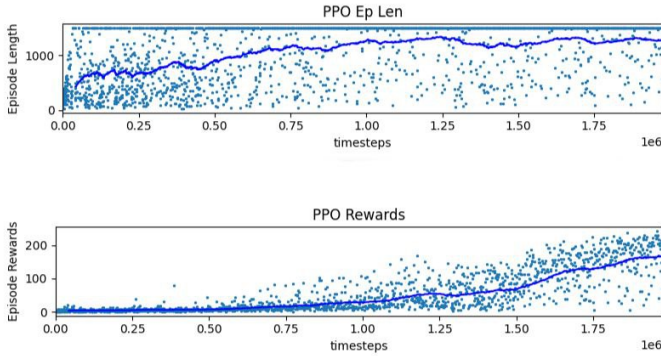 PPO Ep Len
Episode Length
1000
0
0.00 0.25 0.50 0.75 1.00 1.25 1.50 1.75
1e6
timesteps
PPO Rewards
Episode Rewards
200
100
0
0.00 0.25 0.50 0.75 1.00 1.25 1.50 1.75
1e6
timesteps